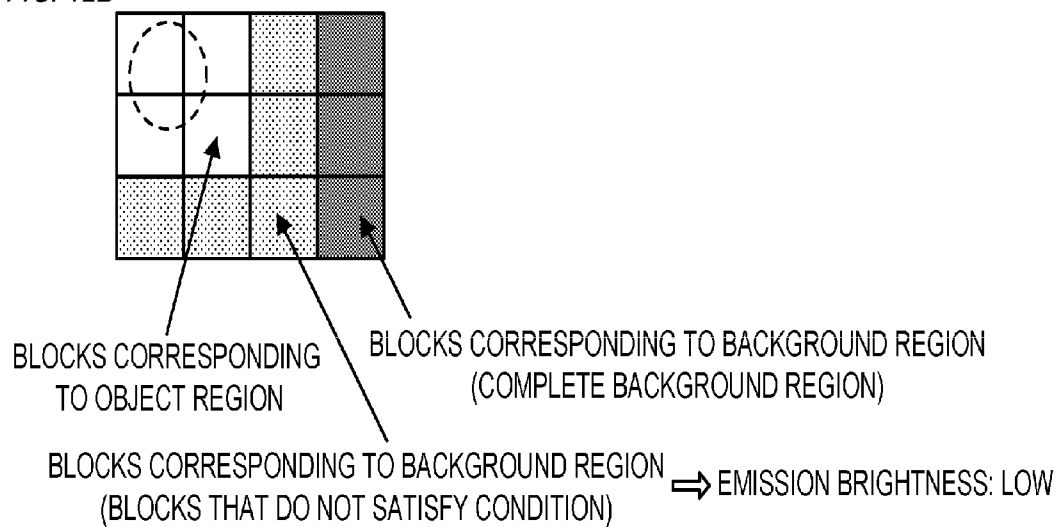 BLOCKS CORRESPONDING
TO OBJECT REGION
BLOCKS CORRESPONDING TO BACKGROUND REGION
(COMPLETE BACKGROUND REGION)
BLOCKS CORRESPONDING TO BACKGROUND REGION
(BLOCKS THAT DO NOT SATISFY CONDITION)
⇒ EMISSION BRIGHTNESS: LOW